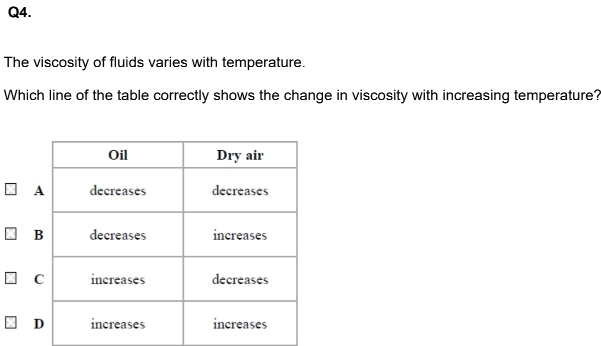 Q4.
The viscosity of fluids varies with temperature.
Which line of the table correctly shows the change in viscosity with increasing temperature?
Oil Dry air
A decreases decreases
B decreases increases
C increases decreases
D increases increases